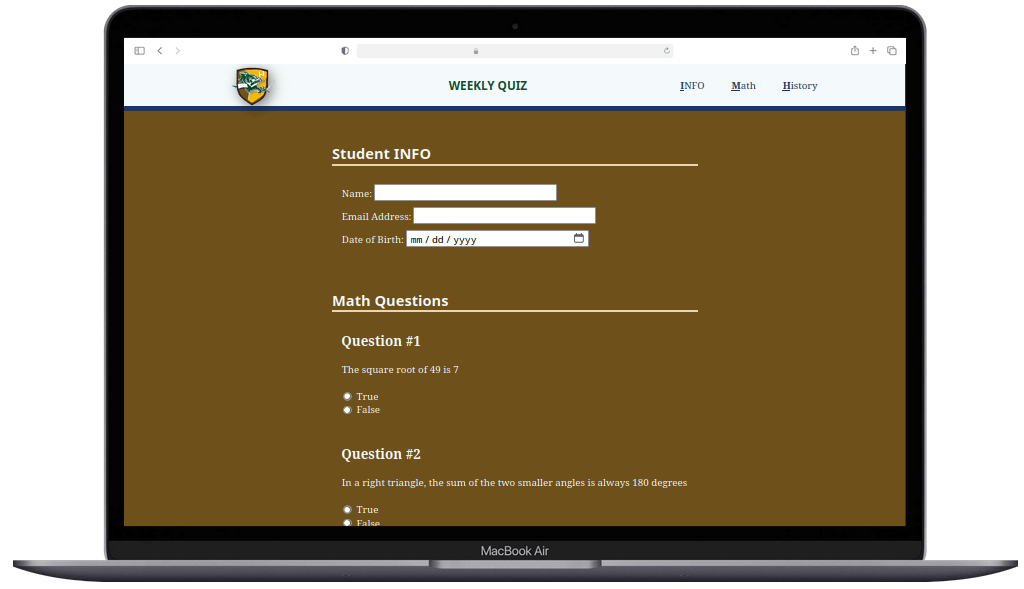 WEEKLY QUIZ
INFO Math History
Student INFO
Name:
Email Address:
Date of Birth: mm / dd / yyyy
Math Questions
Question #1
The square root of 49 is 7
True
False
Question #2
In a right triangle, the sum of the two smaller angles is always 180 degrees
True
False
MacBook Air